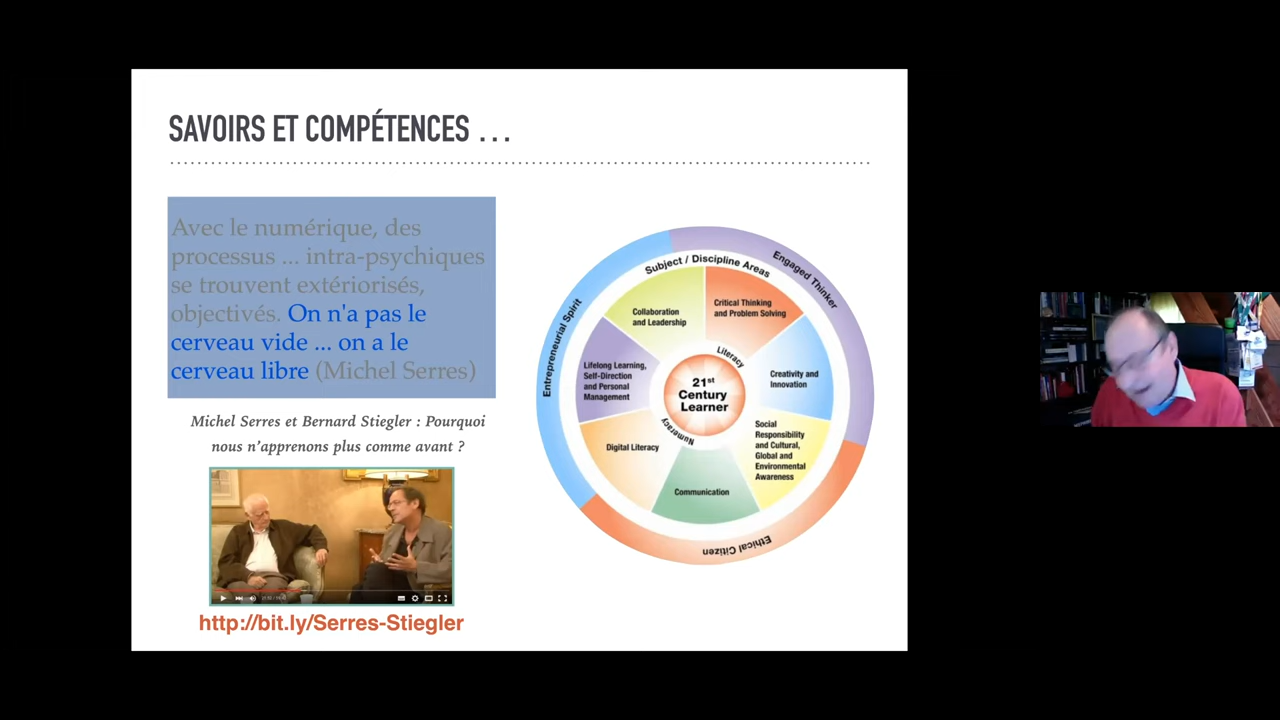 SAVOIRS ET COMPÉTENCES ...
Avec le numérique, des
processus ... intra-psychiques
se trouvent extériorisés,
objectivés. On n'a pas le
cerveau vide ... on a le
cerveau libre (Michel Serres)
Michel Serres et Bernard Stiegler : Pourquoi
nous n'apprenons plus comme avant ?
http://bit.ly/Serres-Stiegler
Entrepreneurial Spirit
Engaged Thinker
Ethical Citizen
Subject / Discipline Areas
Collaboration
and Leadership
Critical Thinking
and Problem Solving
Creativity and
Innovation
Social
Responsibility
and Cultural,
Global and
Environmental
Awareness
Communication
Digital Literacy
Lifelong Learning,
Self-Direction
and Personal
Management
Literacy
Numeracy
21st
Century
Learner